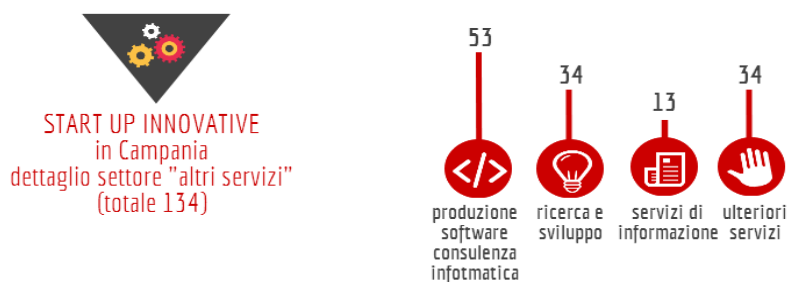 START UP INNOVATIVE
in Campania
dettaglio settore "altri servizi"
(totale 134)
53
34
13
34
</>
produzione
software
consulenza
infotmatica
ricerca e
sviluppo
servizi di
informazione
ulteriori
servizi